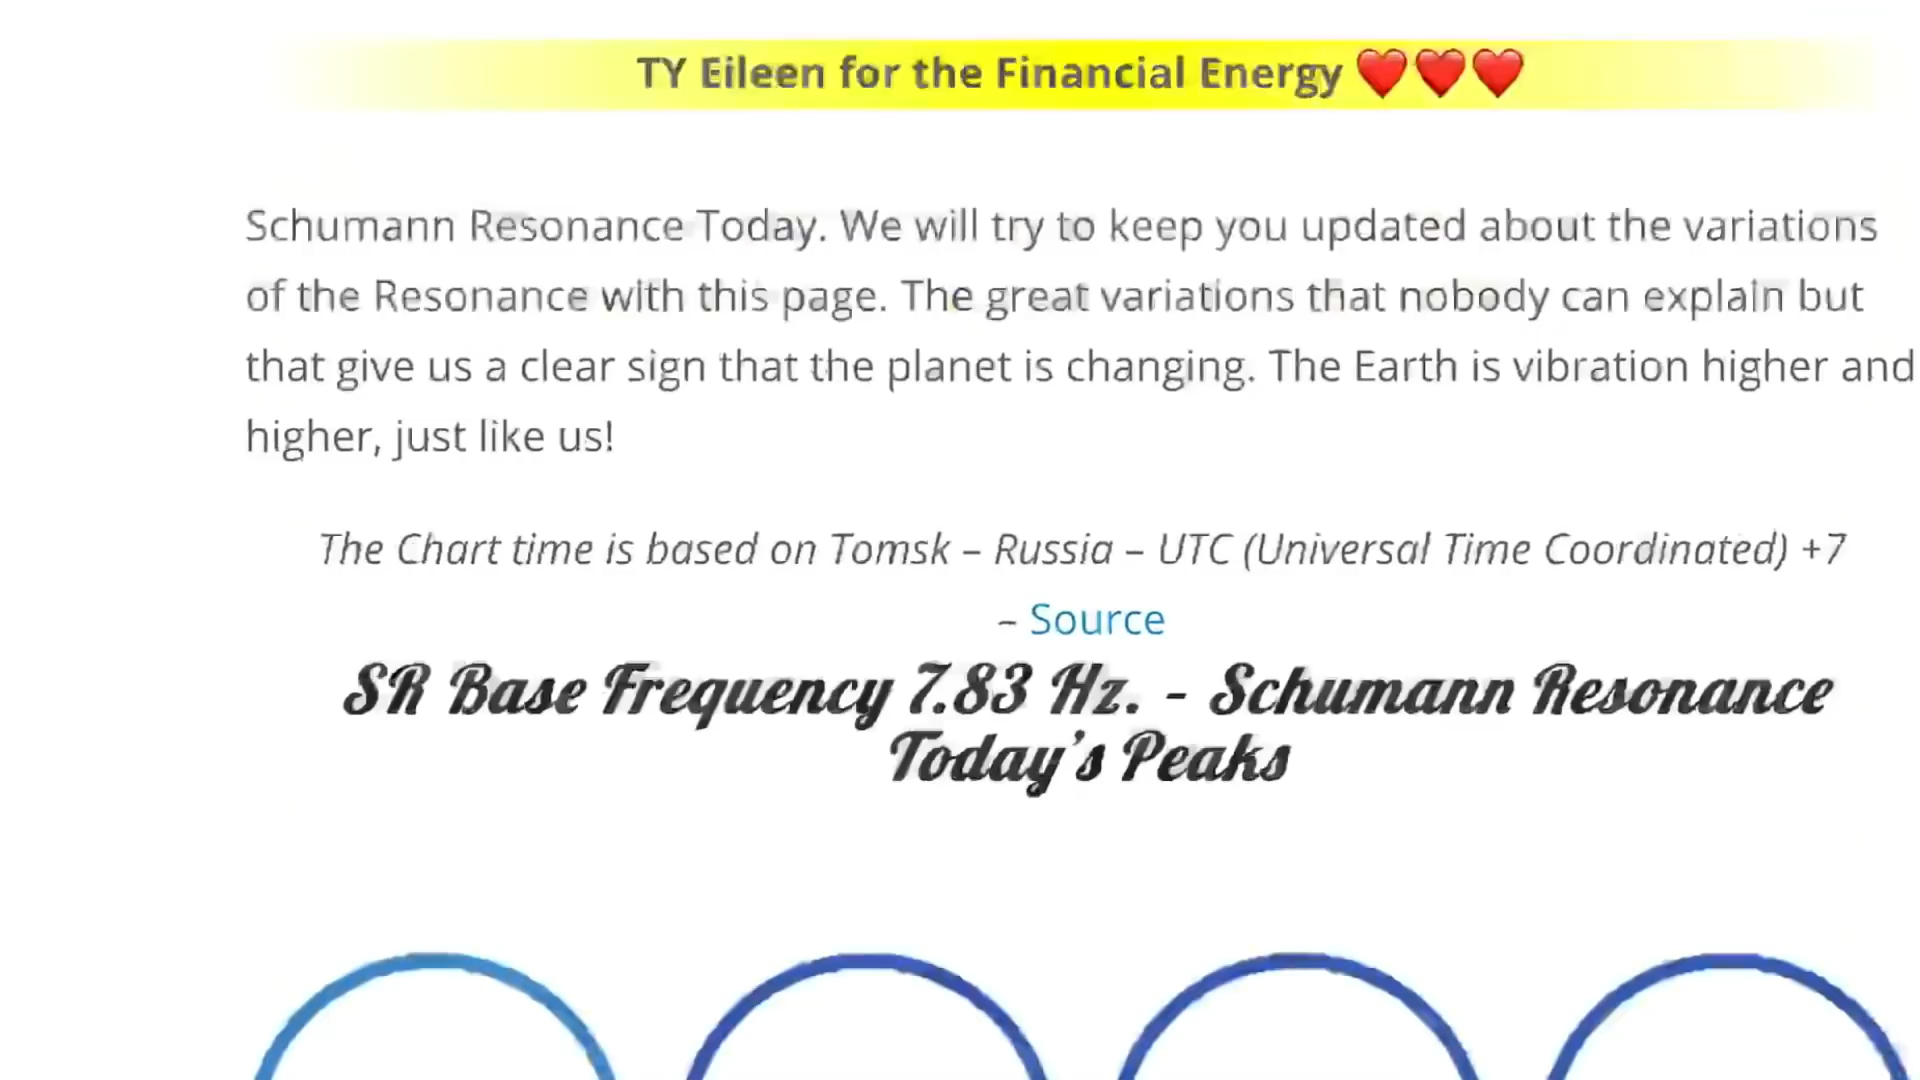 TY Eileen for the Financial Energy ❤️❤️❤️
Schumann Resonance Today. We will try to keep you updated about the variations
of the Resonance with this page. The great variations that nobody can explain but
that give us a clear sign that the planet is changing. The Earth is vibration higher and
higher, just like us!
The Chart time is based on Tomsk – Russia – UTC (Universal Time Coordinated) +7
– Source
SR Base Frequency 7.83 Hz. - Schumann Resonance
Today's Peaks